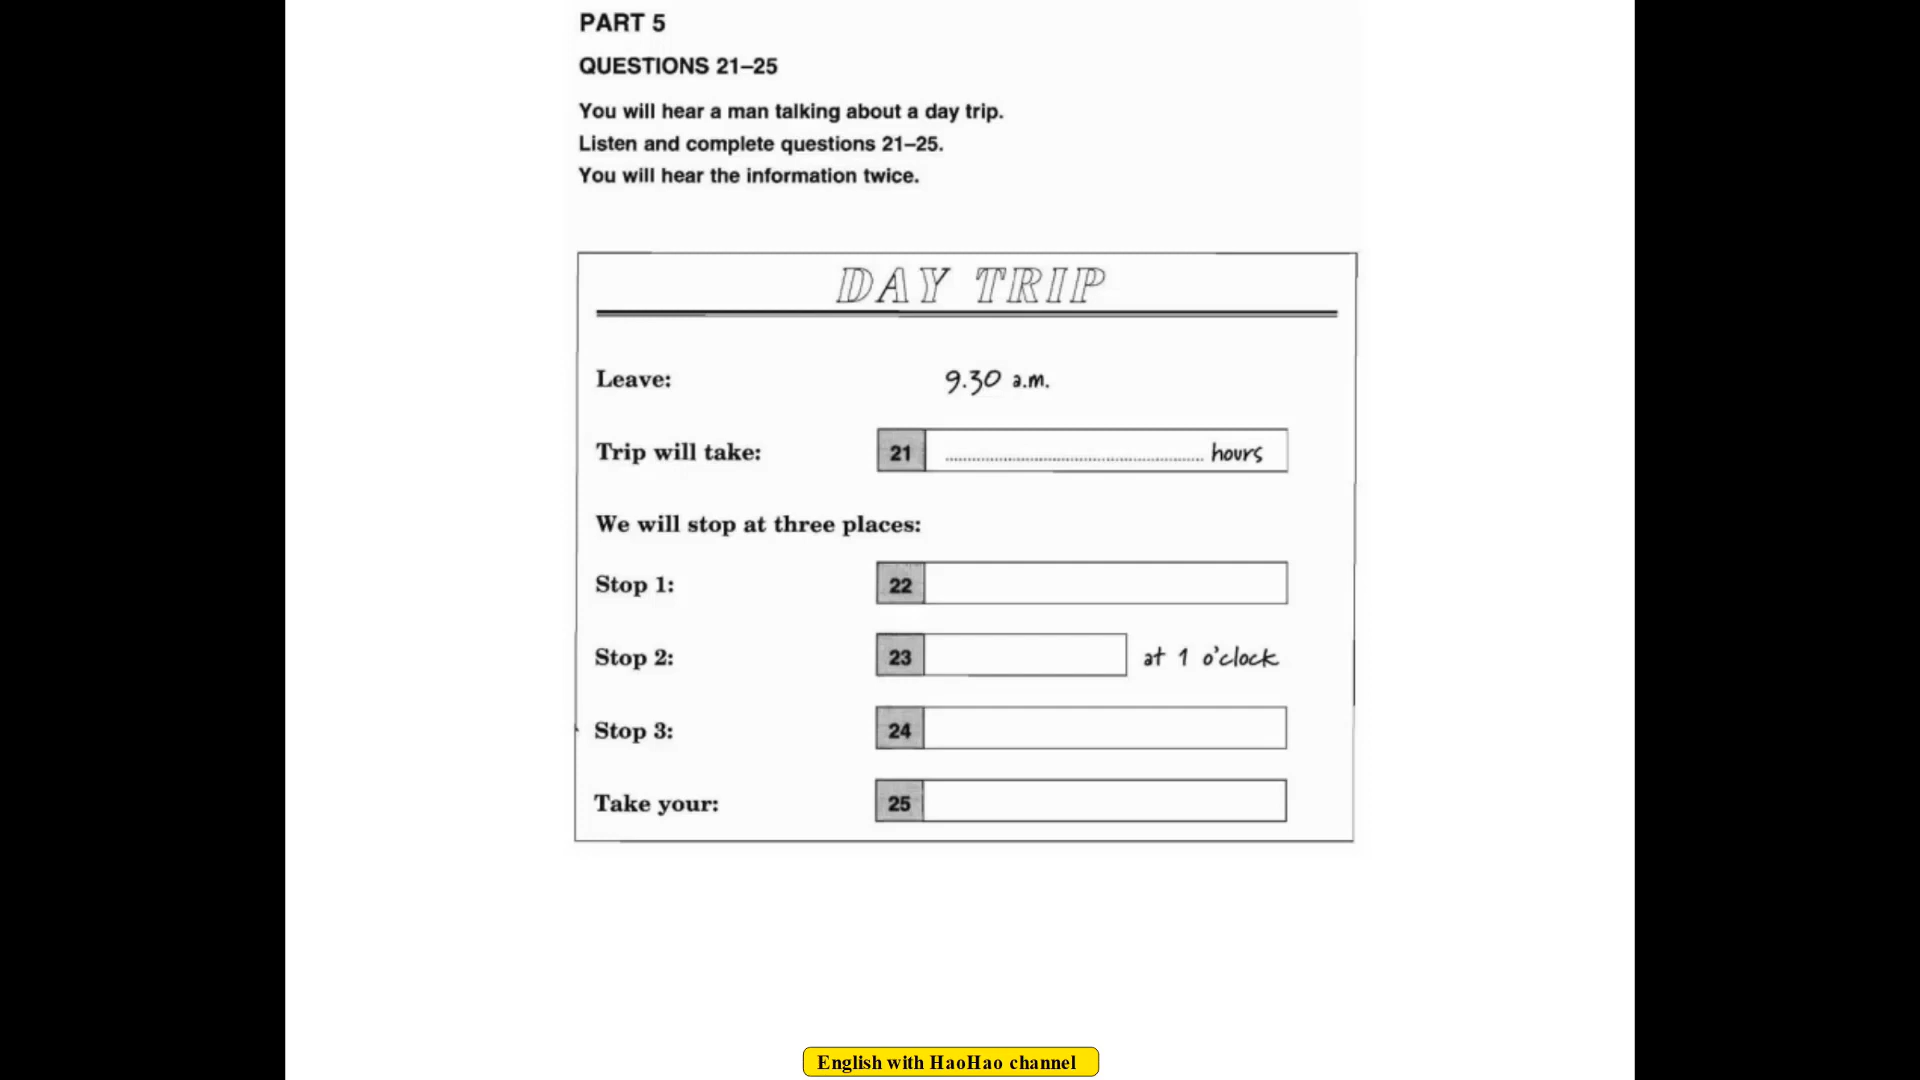 PART 5
QUESTIONS 21–25
You will hear a man talking about a day trip.
Listen and complete questions 21–25.
You will hear the information twice.
DAY TRIP
Leave: 9.30 a.m.
Trip will take: 21 ........................................ hours
We will stop at three places:
Stop 1: 22
Stop 2: 23 at 1 o'clock
Stop 3: 24
Take your: 25
English with HaoHao channel